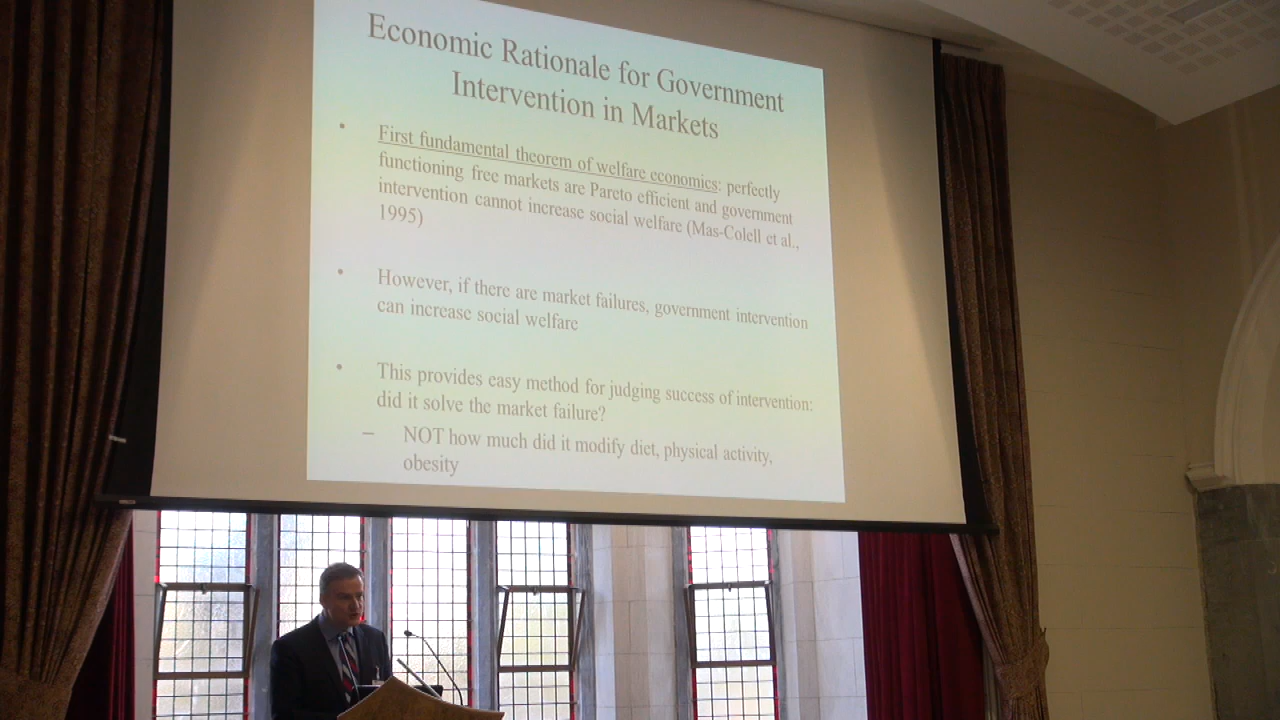 Economic Rationale for Government
Intervention in Markets
• First fundamental theorem of welfare economics: perfectly
functioning free markets are Pareto efficient and government
intervention cannot increase social welfare (Mas-Colell et al.,
1995)
• However, if there are market failures, government intervention
can increase social welfare
• This provides easy method for judging success of intervention:
did it solve the market failure?
– NOT how much did it modify diet, physical activity,
obesity